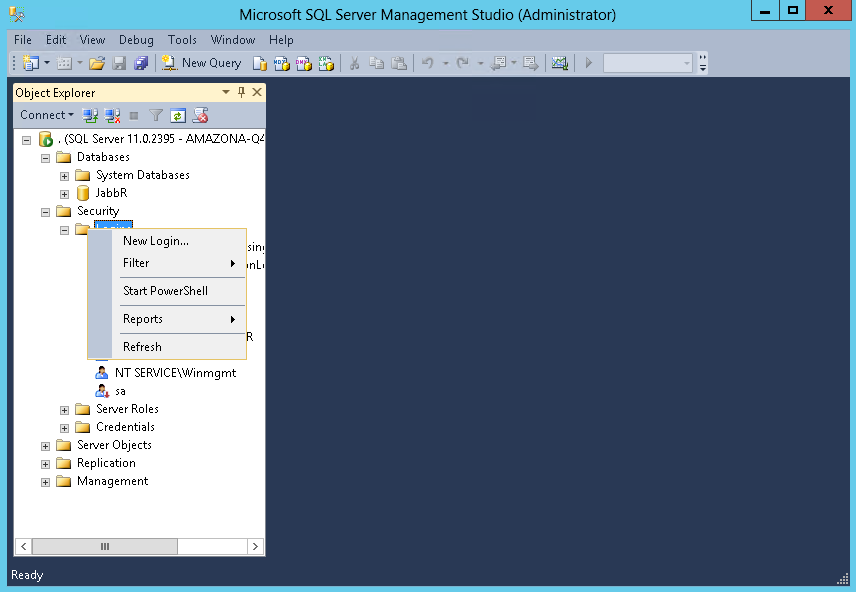 Microsoft SQL Server Management Studio (Administrator)
File Edit View Debug Tools Window Help
New Query
Object Explorer
Connect
. (SQL Server 11.0.2395 - AMAZONA-Q4
Databases
System Databases
JabbR
Security
New Login...
Filter
Start PowerShell
Reports
Refresh
NT SERVICE\Winmgmt
sa
Server Roles
Credentials
Server Objects
Replication
Management
Ready